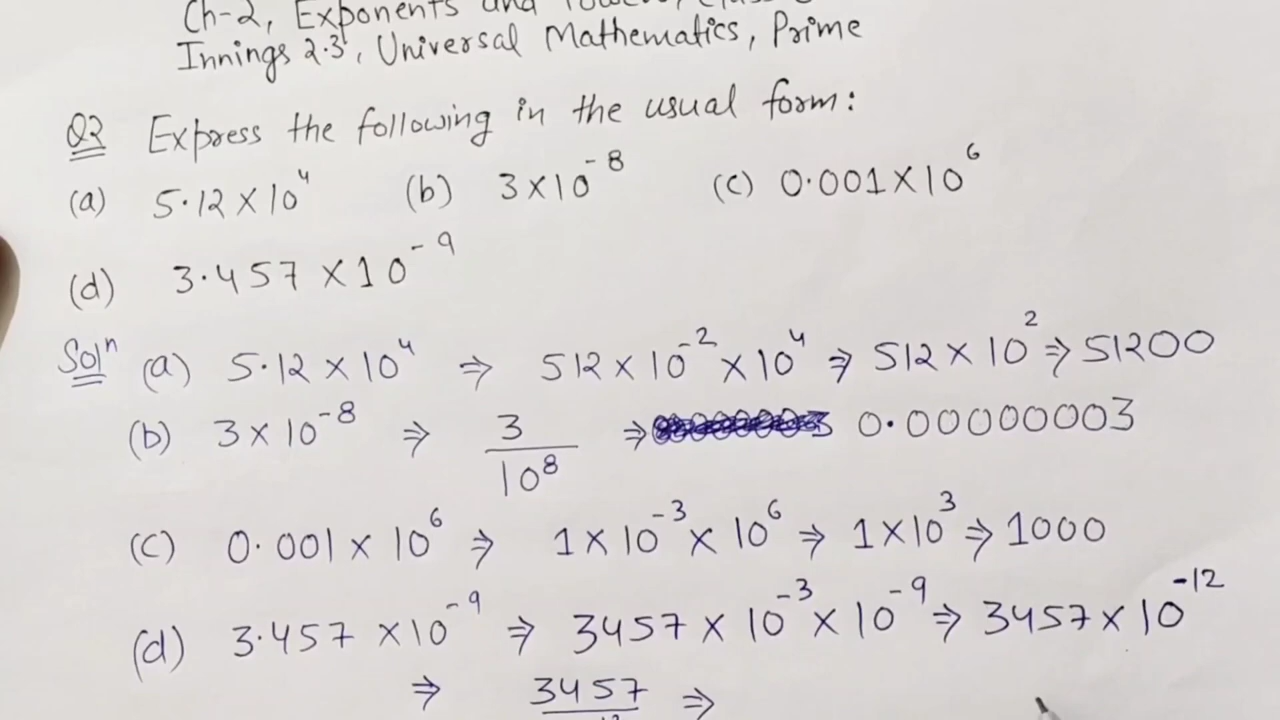 Ch-2, Exponents and
Innings 2.3, Universal Mathematics, Prime
Q2 Express the following in the usual form:
(a) 5.12 × 10⁴ (b) 3 × 10⁻⁸ (c) 0.001 × 10⁶
(d) 3.457 × 10⁻⁹
Solⁿ (a) 5.12 × 10⁴ ⇒ 512 × 10⁻² × 10⁴ ⇒ 512 × 10² ⇒ 51200
(b) 3 × 10⁻⁸ ⇒ 3/10⁸ ⇒ 0.00000003
(c) 0.001 × 10⁶ ⇒ 1 × 10⁻³ × 10⁶ ⇒ 1 × 10³ ⇒ 1000
(d) 3.457 × 10⁻⁹ ⇒ 3457 × 10⁻³ × 10⁻⁹ ⇒ 3457 × 10⁻¹²
⇒ 3457 ⇒